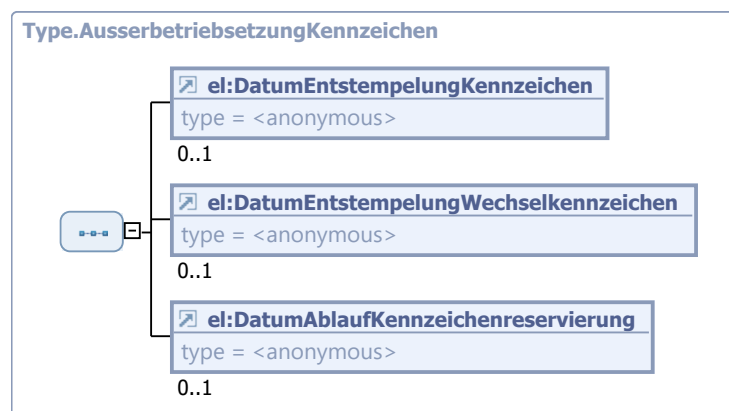 Type.AusserbetriebsetzungKennzeichen
el:DatumEntstempelungKennzeichen
type = <anonymous>
0..1
el:DatumEntstempelungWechselkennzeichen
type = <anonymous>
0..1
el:DatumAblaufKennzeichenreservierung
type = <anonymous>
0..1